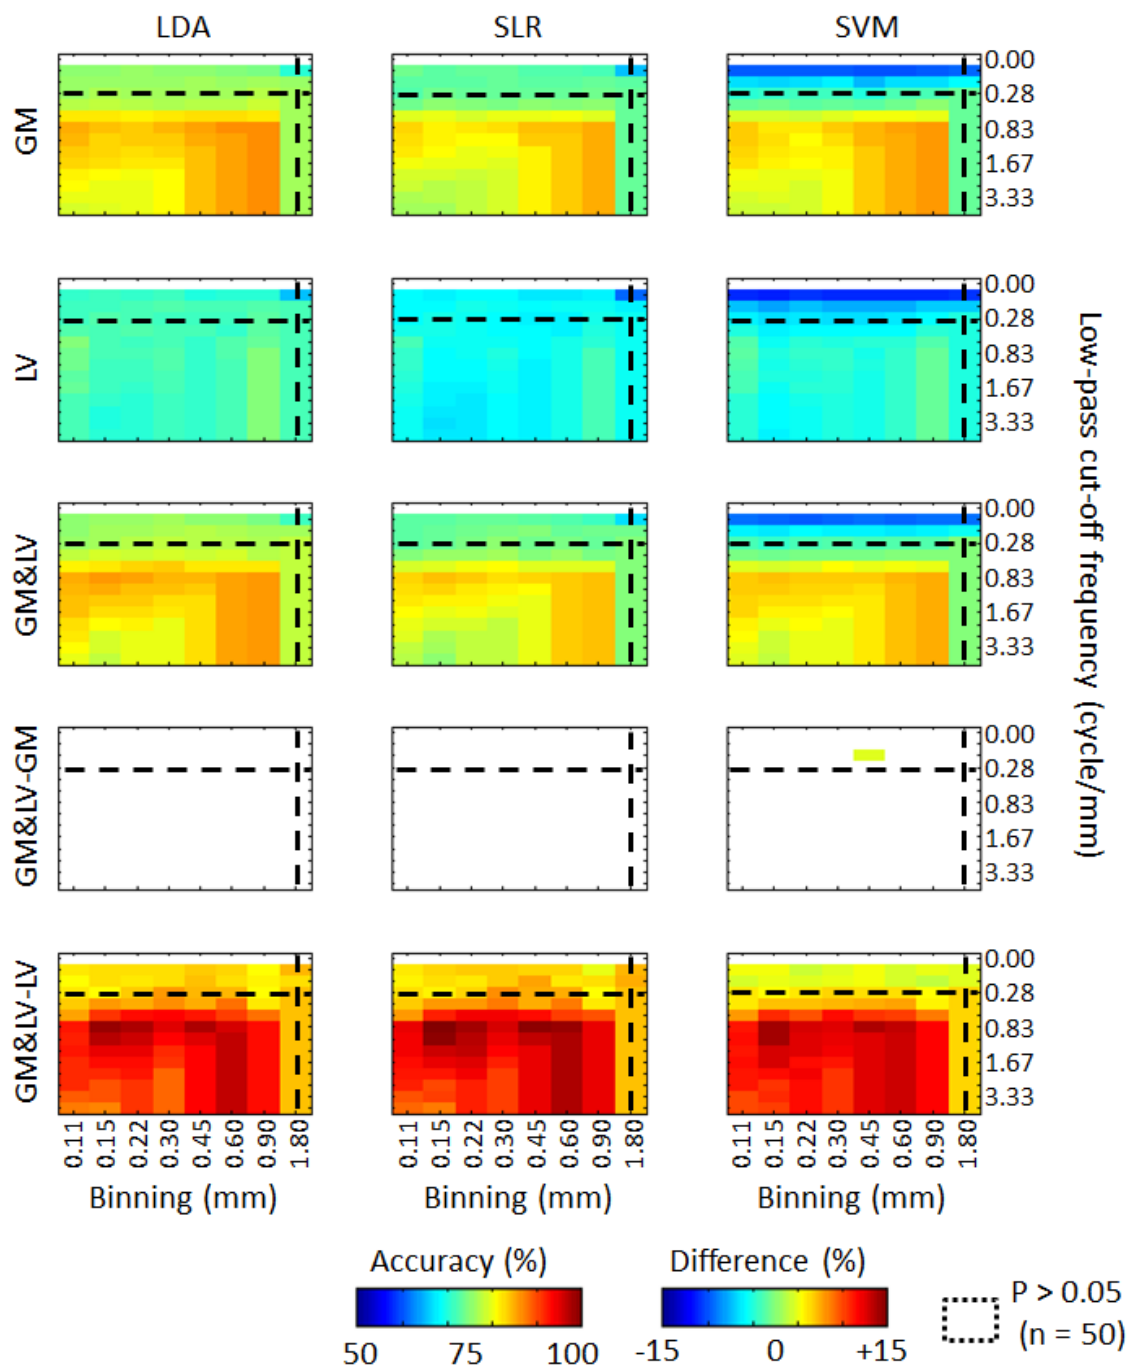 LDA SLR SVM
GM
0.00
0.28
0.83
1.67
3.33
LV
0.00
0.28
0.83
1.67
3.33
GM&LV
0.00
0.28
0.83
1.67
3.33
GM&LV-GM
0.00
0.28
0.83
1.67
3.33
GM&LV-LV
0.00
0.28
0.83
1.67
3.33
Low-pass cut-off frequency (cycle/mm)
0.11 0.15 0.22 0.30 0.45 0.60 0.90 1.80
0.11 0.15 0.22 0.30 0.45 0.60 0.90 1.80
0.11 0.15 0.22 0.30 0.45 0.60 0.90 1.80
Binning (mm) Binning (mm) Binning (mm)
Accuracy (%)
50 75 100
Difference (%)
-15 0 +15
P > 0.05
(n = 50)